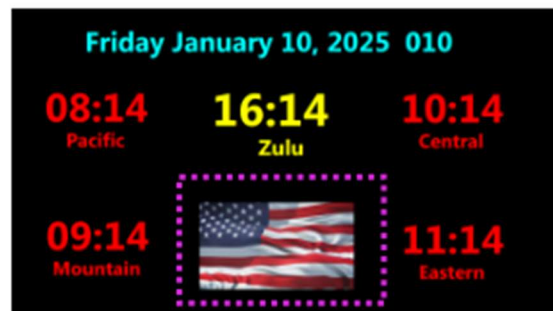 Friday January 10, 2025 010
08:14
Pacific
16:14
Zulu
10:14
Central
09:14
Mountain
11:14
Eastern